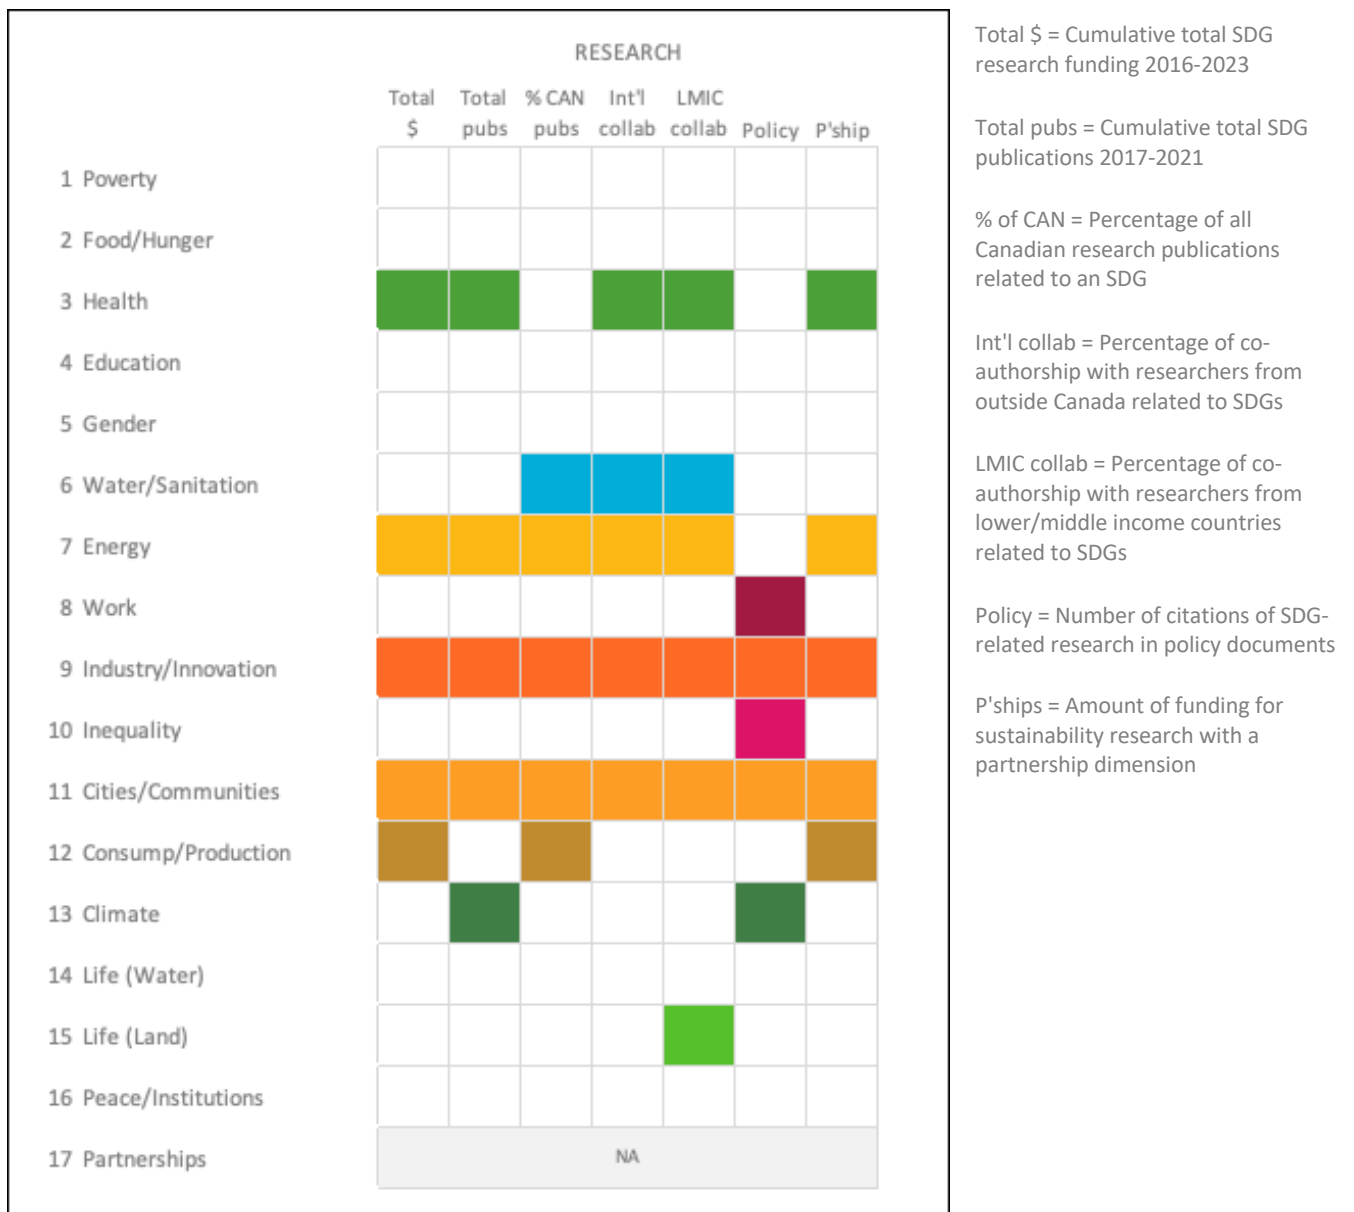 RESEARCH
Total Total % CAN Int'l LMIC
$ pubs pubs collab collab Policy P'ship
1 Poverty
2 Food/Hunger
3 Health
4 Education
5 Gender
6 Water/Sanitation
7 Energy
8 Work
9 Industry/Innovation
10 Inequality
11 Cities/Communities
12 Consump/Production
13 Climate
14 Life (Water)
15 Life (Land)
16 Peace/Institutions
17 Partnerships NA
Total $ = Cumulative total SDG
research funding 2016-2023
Total pubs = Cumulative total SDG
publications 2017-2021
% of CAN = Percentage of all
Canadian research publications
related to an SDG
Int'l collab = Percentage of co-
authorship with researchers from
outside Canada related to SDGs
LMIC collab = Percentage of co-
authorship with researchers from
lower/middle income countries
related to SDGs
Policy = Number of citations of SDG-
related research in policy documents
P'ships = Amount of funding for
sustainability research with a
partnership dimension